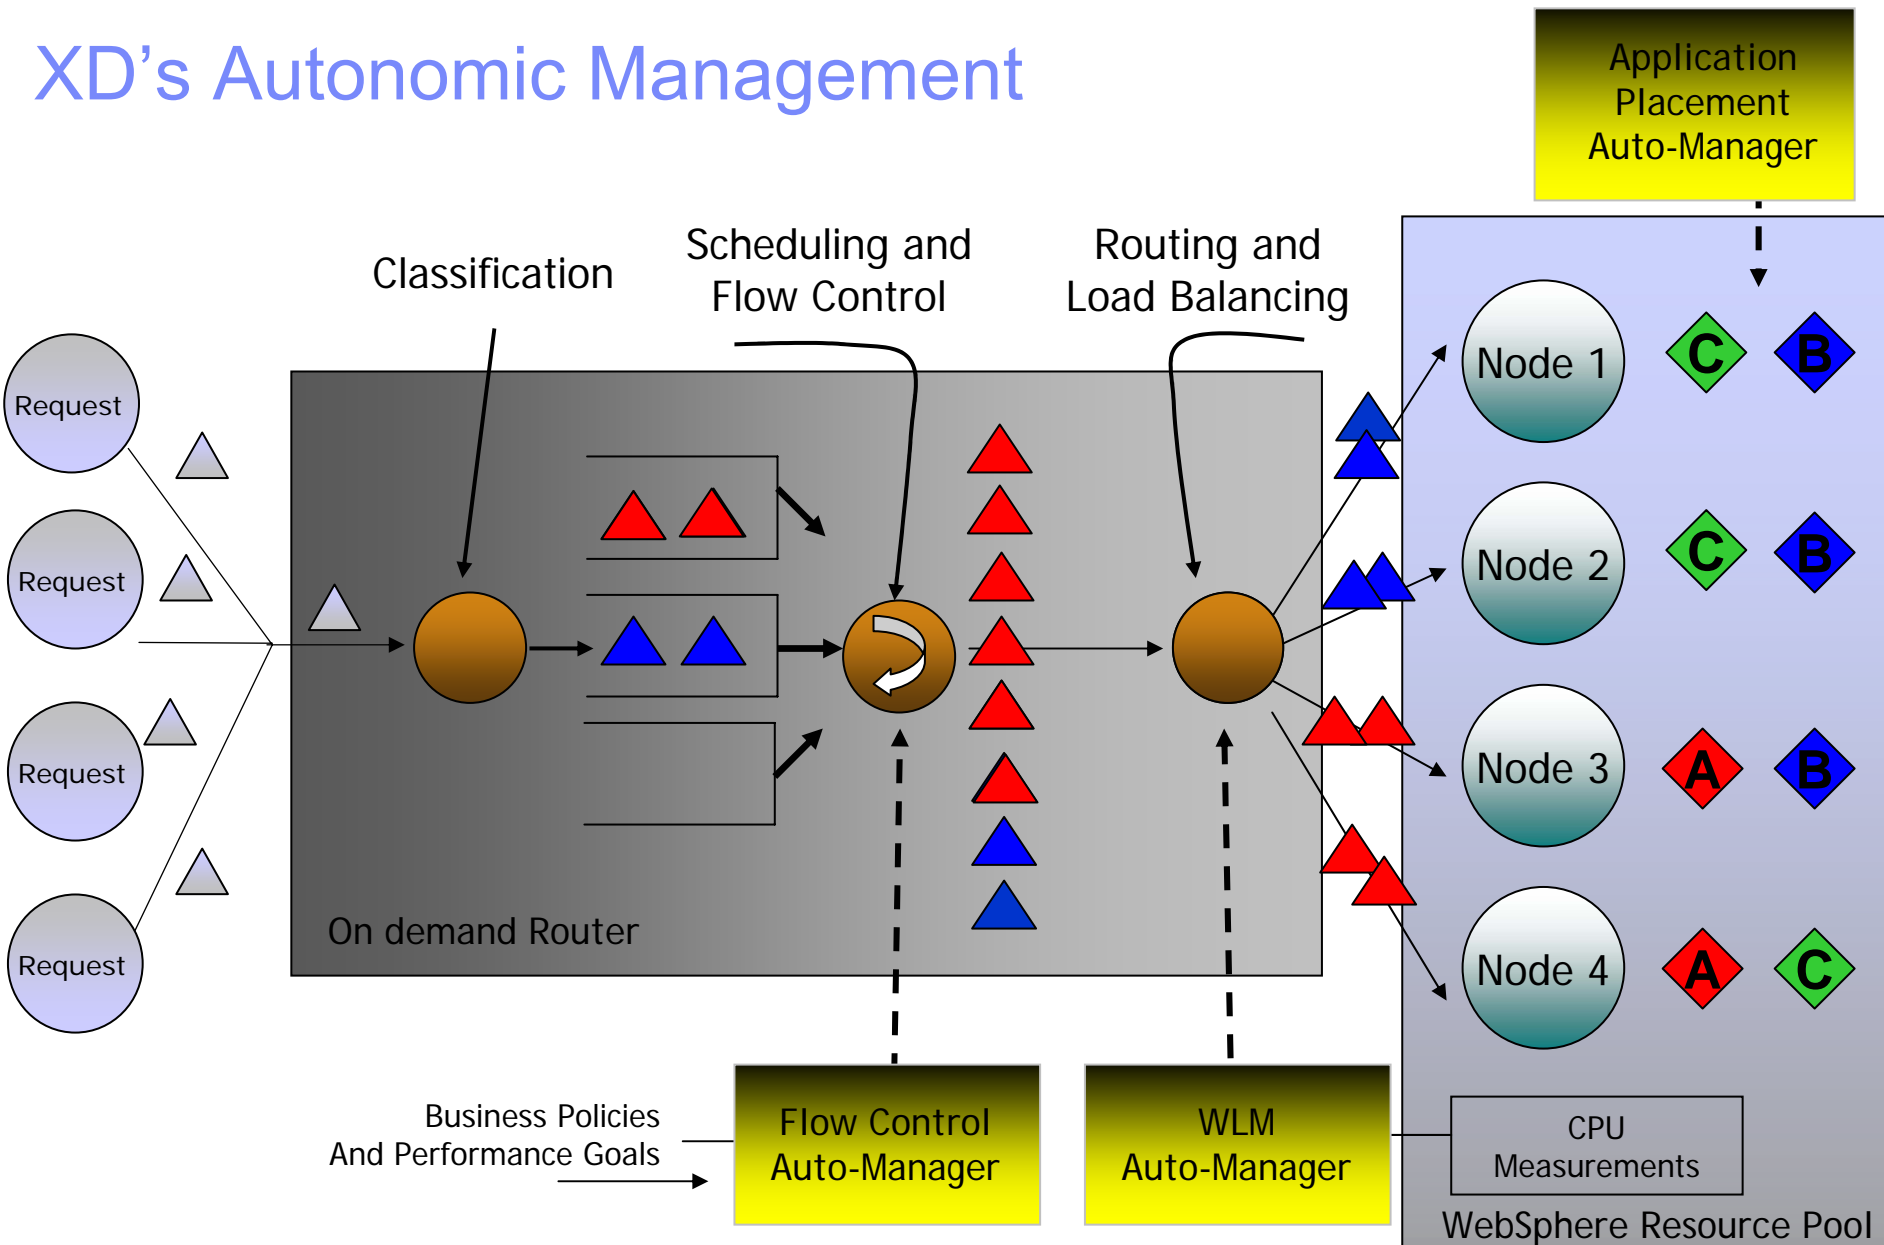 XD’s Autonomic Management
Application
Placement
Auto-Manager
Classification
Scheduling and
Flow Control
Routing and
Load Balancing
Request
Request
Request
Request
On demand Router
Node 1
C
B
Node 2
C
B
Node 3
A
B
Node 4
A
C
Business Policies
And Performance Goals
Flow Control
Auto-Manager
WLM
Auto-Manager
CPU
Measurements
WebSphere Resource Pool